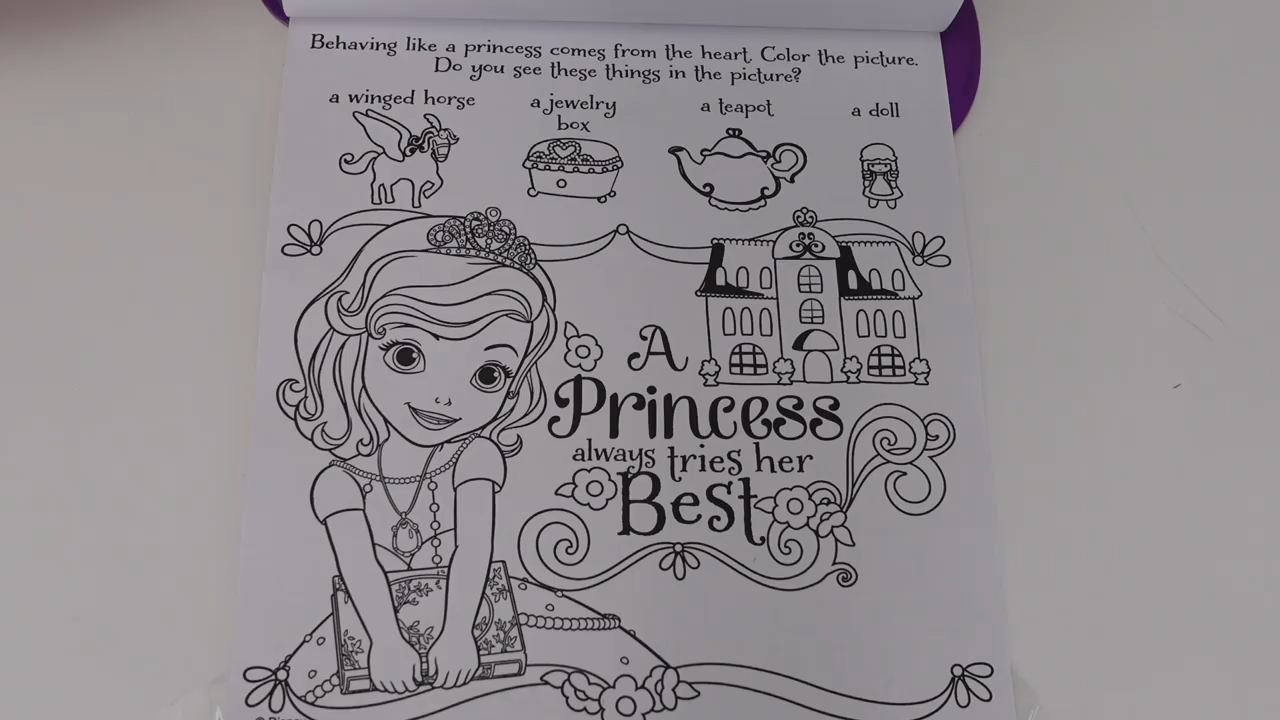 Behaving like a princess comes from the heart. Color the picture.
Do you see these things in the picture?
a winged horse
a jewelry
box
a teapot
a doll
A
Princess
always tries her
Best